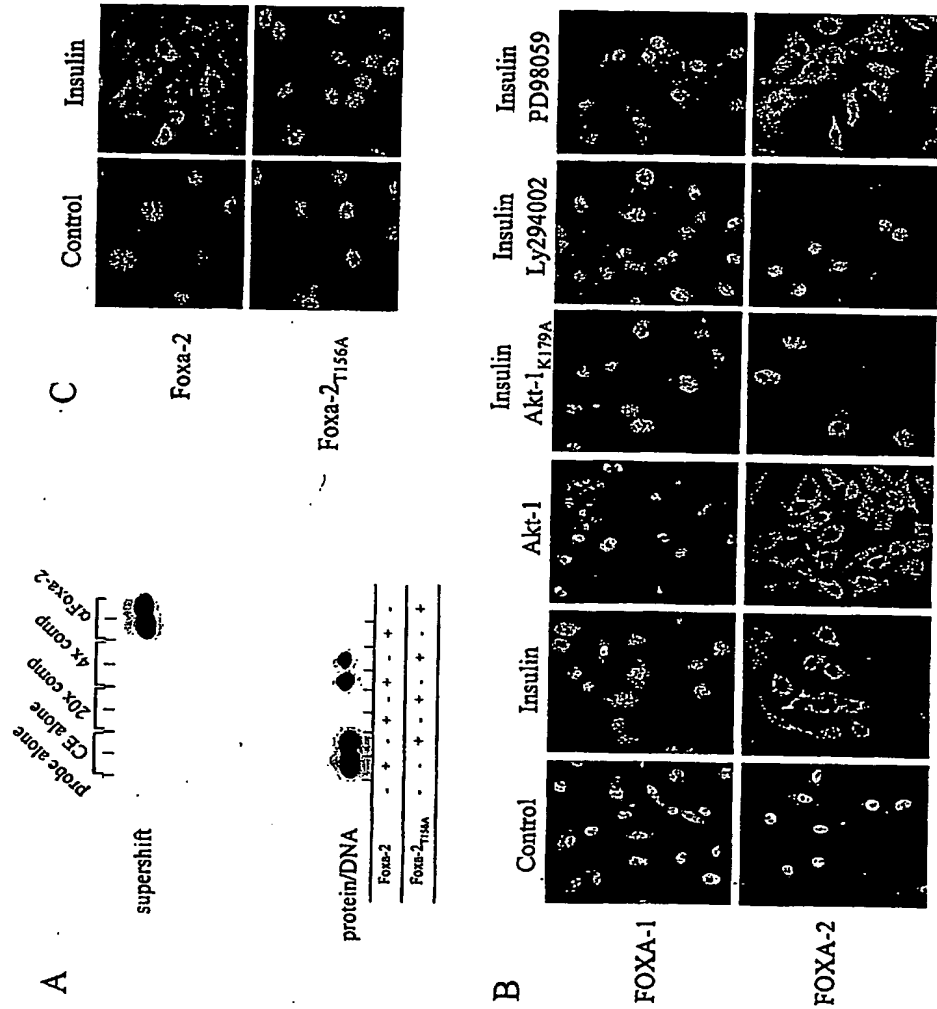 A
probe alone
CE alone
20x comp
4x comp
αFoxa-2
supershift
protein/DNA
Foxa-2 - + - + - + - + -
Foxa-2T156A - - + - + - + - +
B
Control
Insulin
Akt-1
Insulin
Akt-1K179A
Insulin
Ly294002
Insulin
PD98059
FOXA-1
FOXA-2
C
Control
Insulin
Foxa-2
Foxa-2T156A